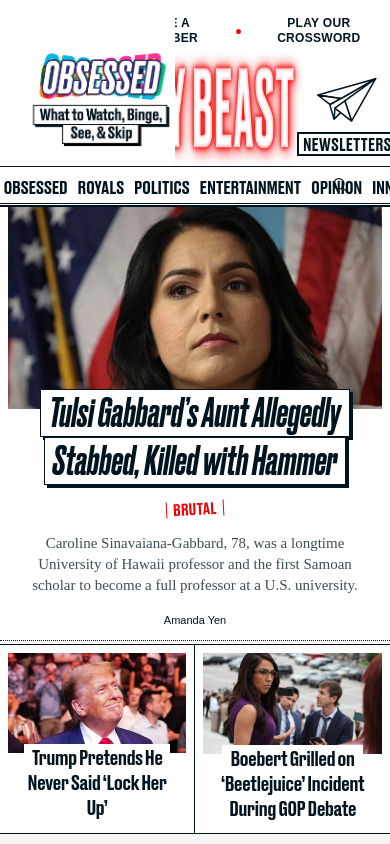 E A
BER
PLAY OUR
CROSSWORD
OBSESSED
What to Watch, Binge,
See, & Skip
Y BEAST
NEWSLETTERS
OBSESSED ROYALS POLITICS ENTERTAINMENT OPINION INN
Tulsi Gabbard's Aunt Allegedly
Stabbed, Killed with Hammer
BRUTAL
Caroline Sinavaiana-Gabbard, 78, was a longtime
University of Hawaii professor and the first Samoan
scholar to become a full professor at a U.S. university.
Amanda Yen
Trump Pretends He
Never Said ‘Lock Her
Up’
Boebert Grilled on
‘Beetlejuice’ Incident
During GOP Debate